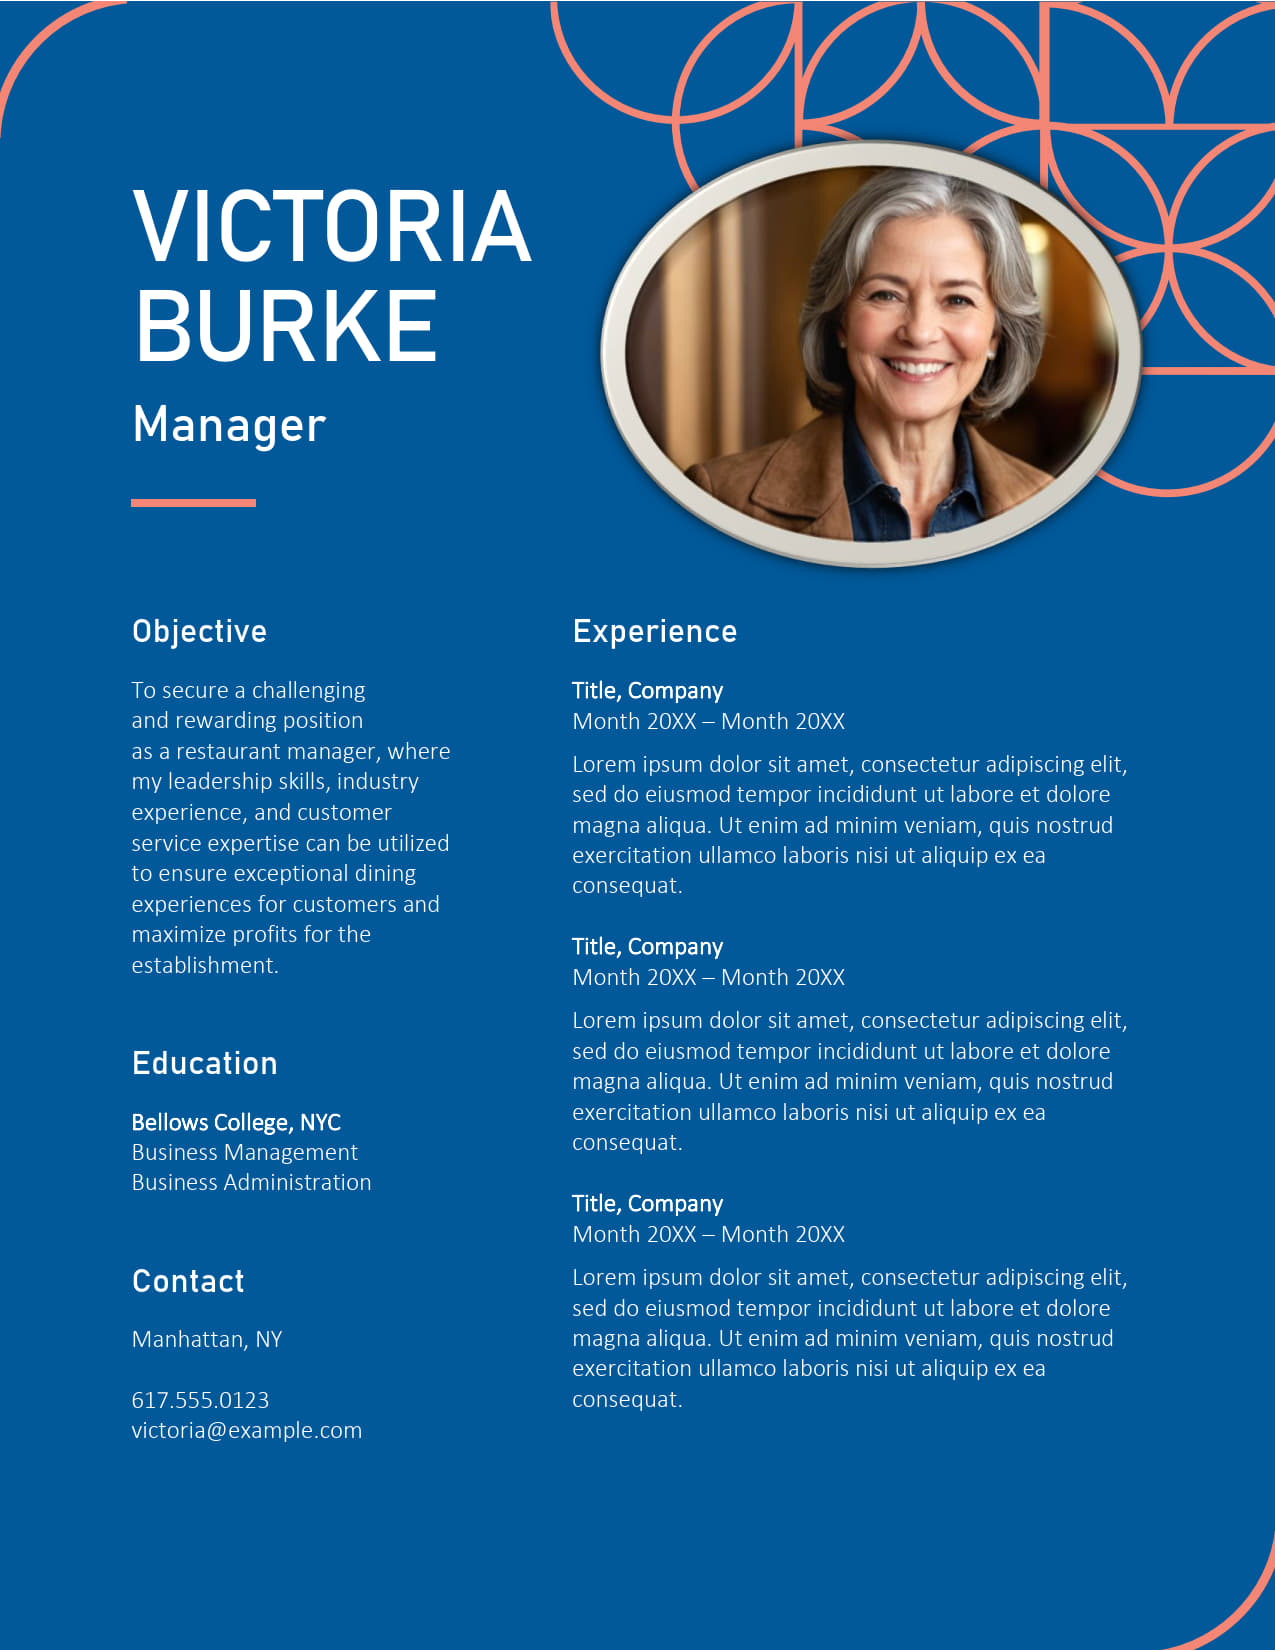 VICTORIA
BURKE
Manager
Objective
To secure a challenging
and rewarding position
as a restaurant manager, where
my leadership skills, industry
experience, and customer
service expertise can be utilized
to ensure exceptional dining
experiences for customers and
maximize profits for the
establishment.
Education
Bellows College, NYC
Business Management
Business Administration
Contact
Manhattan, NY
617.555.0123
victoria@example.com
Experience
Title, Company
Month 20XX – Month 20XX
Lorem ipsum dolor sit amet, consectetur adipiscing elit,
sed do eiusmod tempor incididunt ut labore et dolore
magna aliqua. Ut enim ad minim veniam, quis nostrud
exercitation ullamco laboris nisi ut aliquip ex ea
consequat.
Title, Company
Month 20XX – Month 20XX
Lorem ipsum dolor sit amet, consectetur adipiscing elit,
sed do eiusmod tempor incididunt ut labore et dolore
magna aliqua. Ut enim ad minim veniam, quis nostrud
exercitation ullamco laboris nisi ut aliquip ex ea
consequat.
Title, Company
Month 20XX – Month 20XX
Lorem ipsum dolor sit amet, consectetur adipiscing elit,
sed do eiusmod tempor incididunt ut labore et dolore
magna aliqua. Ut enim ad minim veniam, quis nostrud
exercitation ullamco laboris nisi ut aliquip ex ea
consequat.